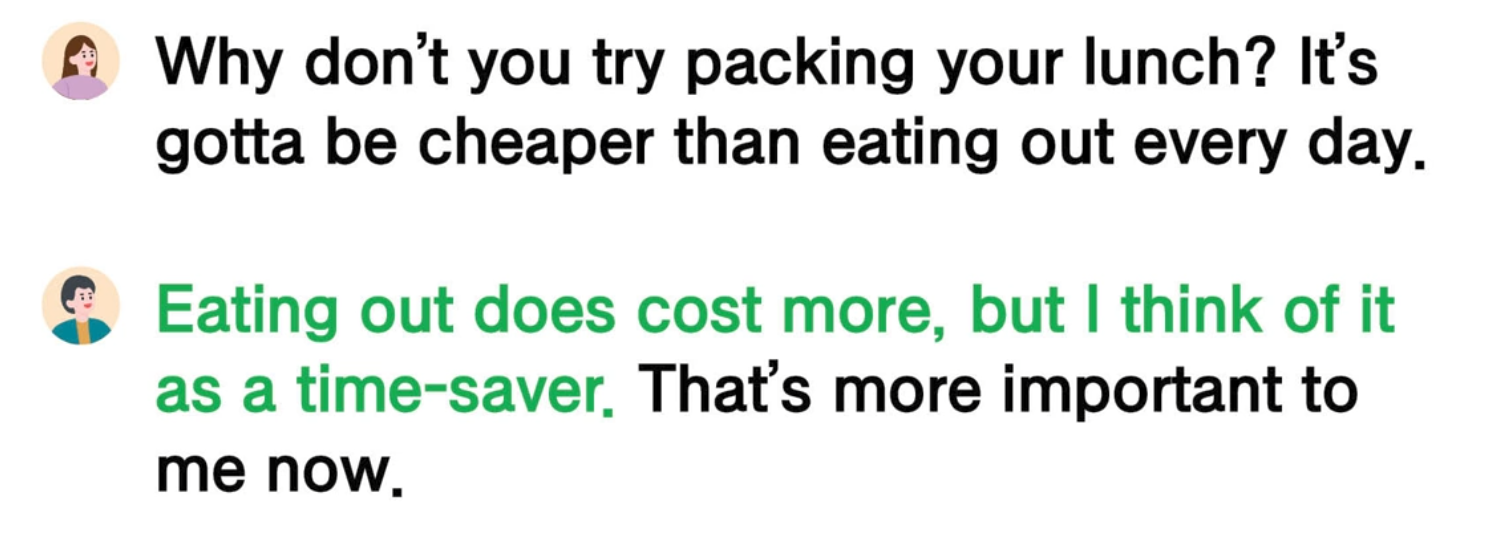 Why don't you try packing your lunch? It's
gotta be cheaper than eating out every day.
Eating out does cost more, but I think of it
as a time-saver. That's more important to
me now.